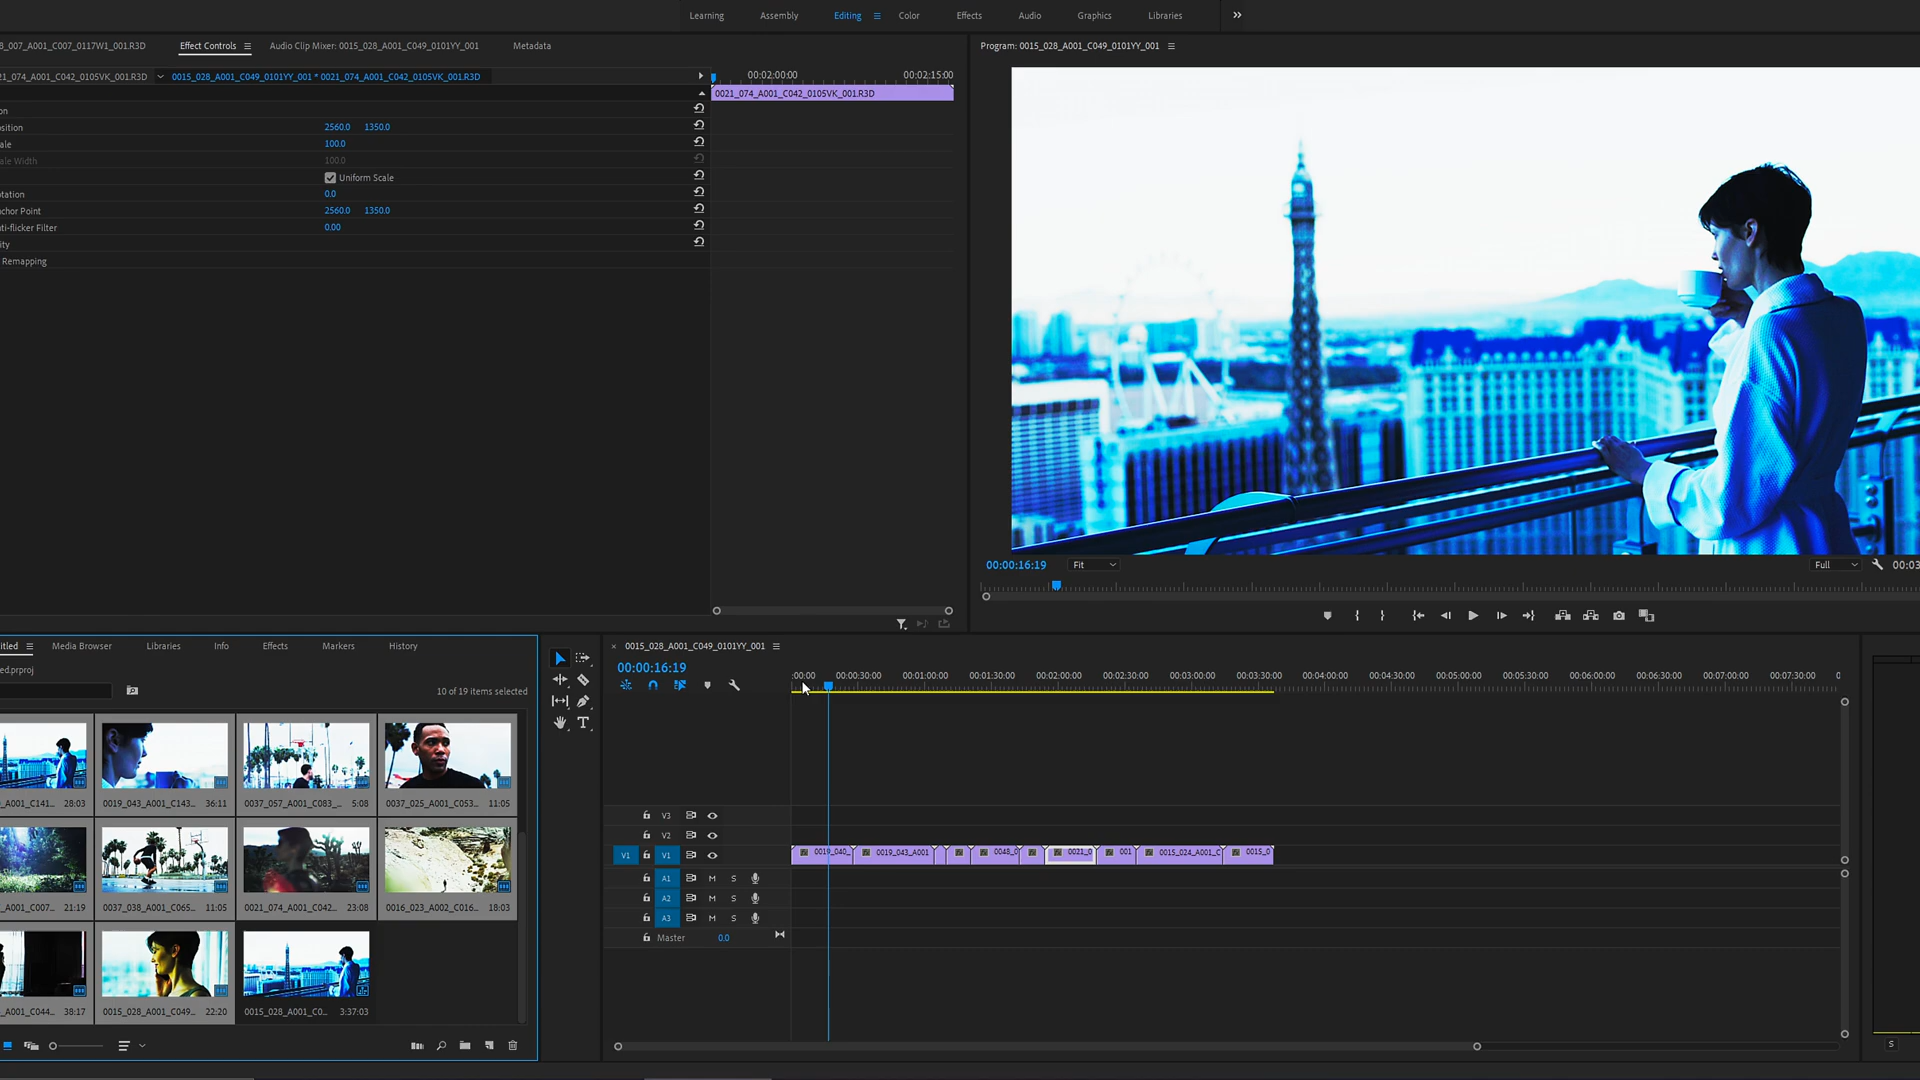 Learning Assembly Editing Color Effects Audio Graphics Libraries
8_007_A001_C007_0117W1_001.R3D Effect Controls Audio Clip Mixer: 0015_028_A001_C049_0101YY_001 Metadata
Program: 0015_028_A001_C049_0101YY_001
21_074_A001_C042_0105VK_001.R3D 0015_028_A001_C049_0101YY_001 * 0021_074_A001_C042_0105VK_001.R3D
00:02:00:00 00:02:15:00
0021_074_A001_C042_0105VK_001.R3D
on
sition 2560.0 1350.0
ale 100.0
ale Width 100.0
Uniform Scale
tation 0.0
chor Point 2560.0 1350.0
ti-flicker Filter 0.00
ity
Remapping
00:00:16:19 Fit Full 00:03
itled Media Browser Libraries Info Effects Markers History
ed.prproj
10 of 19 items selected
_A001_C141... 28:03
0019_043_A001_C143... 36:11
0037_057_A001_C083_... 5:08
0037_025_A001_C053... 11:05
_A001_C007... 21:19
0037_038_A001_C065... 11:05
0021_074_A001_C042... 23:08
0016_023_A002_C016... 18:03
_A001_C044... 38:17
0015_028_A001_C049... 22:20
0015_028_A001_C0... 3:37:03
0015_028_A001_C049_0101YY_001
00:00:16:19
:00:00 00:00:30:00 00:01:00:00 00:01:30:00 00:02:00:00 00:02:30:00 00:03:00:00 00:03:30:00 00:04:00:00 00:04:30:00 00:05:00:00 00:05:30:00 00:06:00:00 00:06:30:00 00:07:00:00 00:07:30:00 0
V3
V2
V1 V1 0019_040_ 0019_043_A001 0048_0 0021_0 001 0015_024_A001_C 0015_0
A1 M S
A2 M S
A3 M S
Master 0.0
S